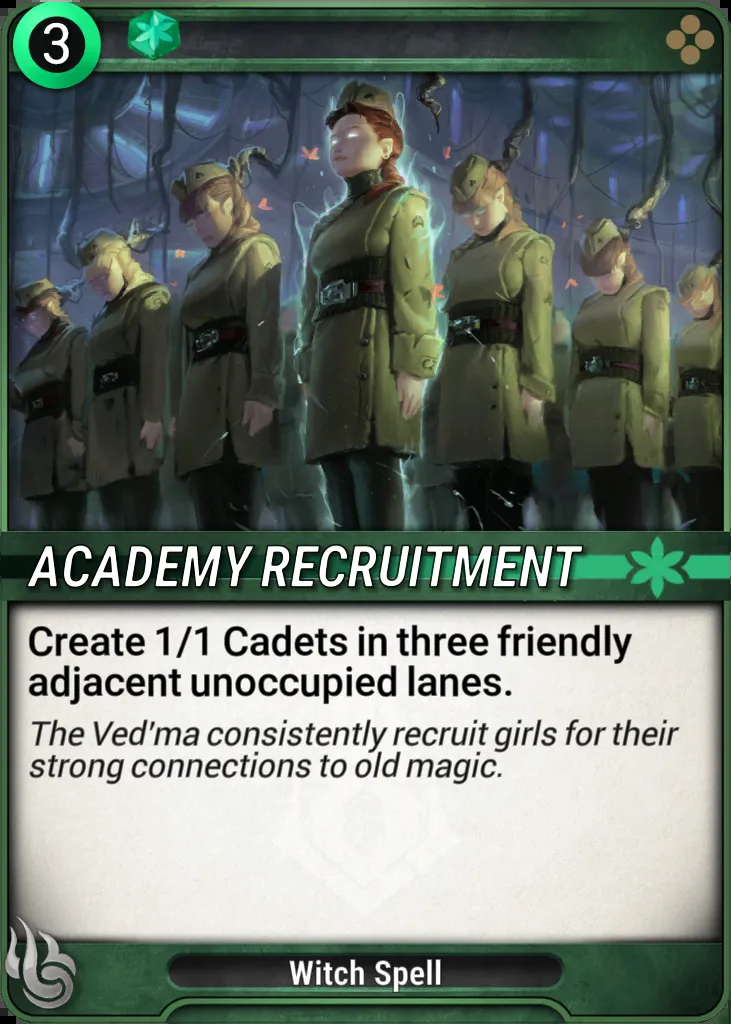 3
ACADEMY RECRUITMENT
Create 1/1 Cadets in three friendly
adjacent unoccupied lanes.
The Ved'ma consistently recruit girls for their
strong connections to old magic.
Witch Spell